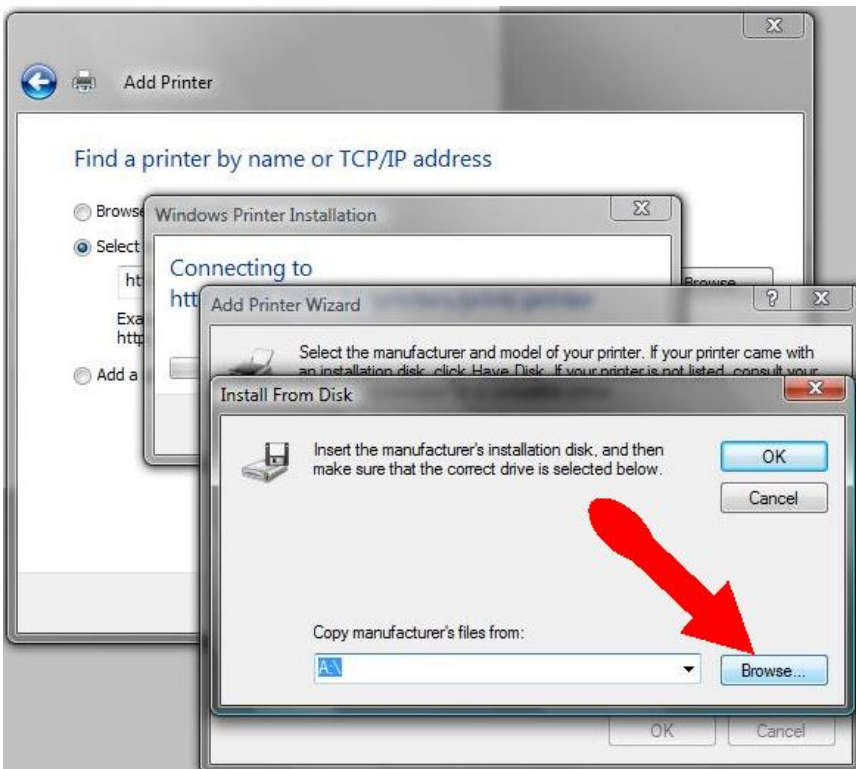 Add Printer
Find a printer by name or TCP/IP address
Browse
Select
htt
Browse...
Exa
http
Add a
Windows Printer Installation
Connecting to
htt
Add Printer Wizard
Select the manufacturer and model of your printer. If your printer came with
an installation disk, click Have Disk. If your printer is not listed, consult your
Install From Disk
Insert the manufacturer's installation disk, and then
make sure that the correct drive is selected below.
OK
Cancel
Copy manufacturer's files from:
A:\
Browse...
OK
Cancel